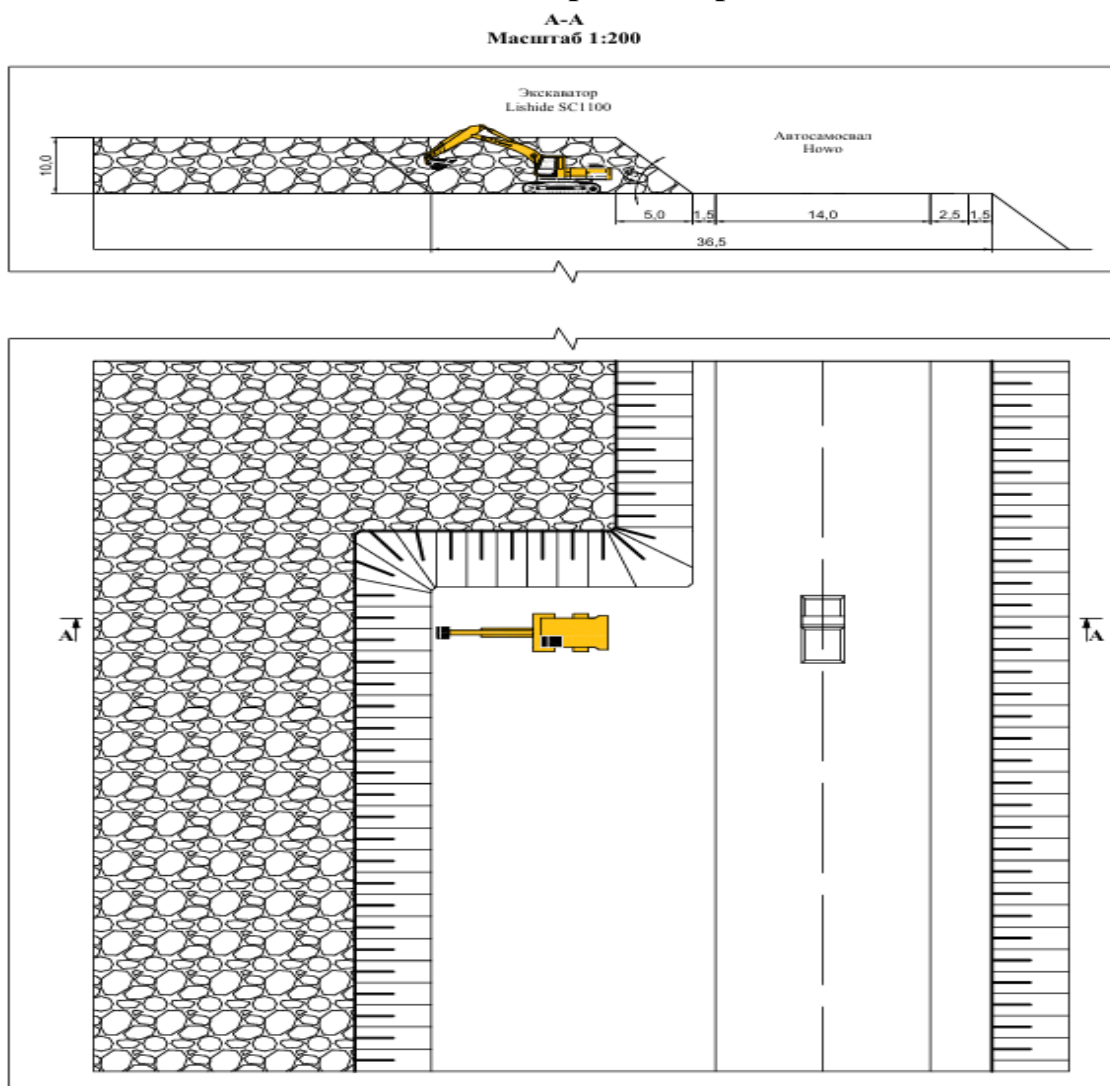 А-А
Масштаб 1:200
Экскаватор
Lishide SC1100
Автосамосвал
Howo
10,0
5,0
1,5
14,0
2,5
1,5
36,5
А
А